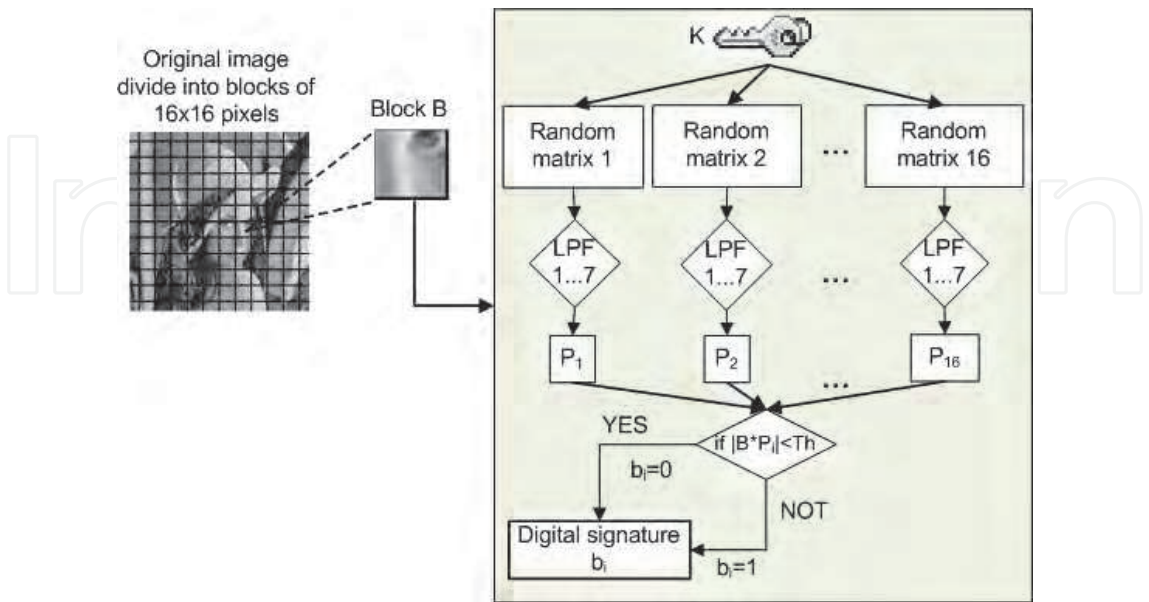 Original image
divide into blocks of
16x16 pixels
Block B
K
Random
matrix 1
Random
matrix 2
...
Random
matrix 16
LPF
1...7
LPF
1...7
...
LPF
1...7
P₁
P₂
...
P₁₆
YES
if |B*Pᵢ|<Th
bᵢ=0
NOT
Digital signature
bᵢ
bᵢ=1